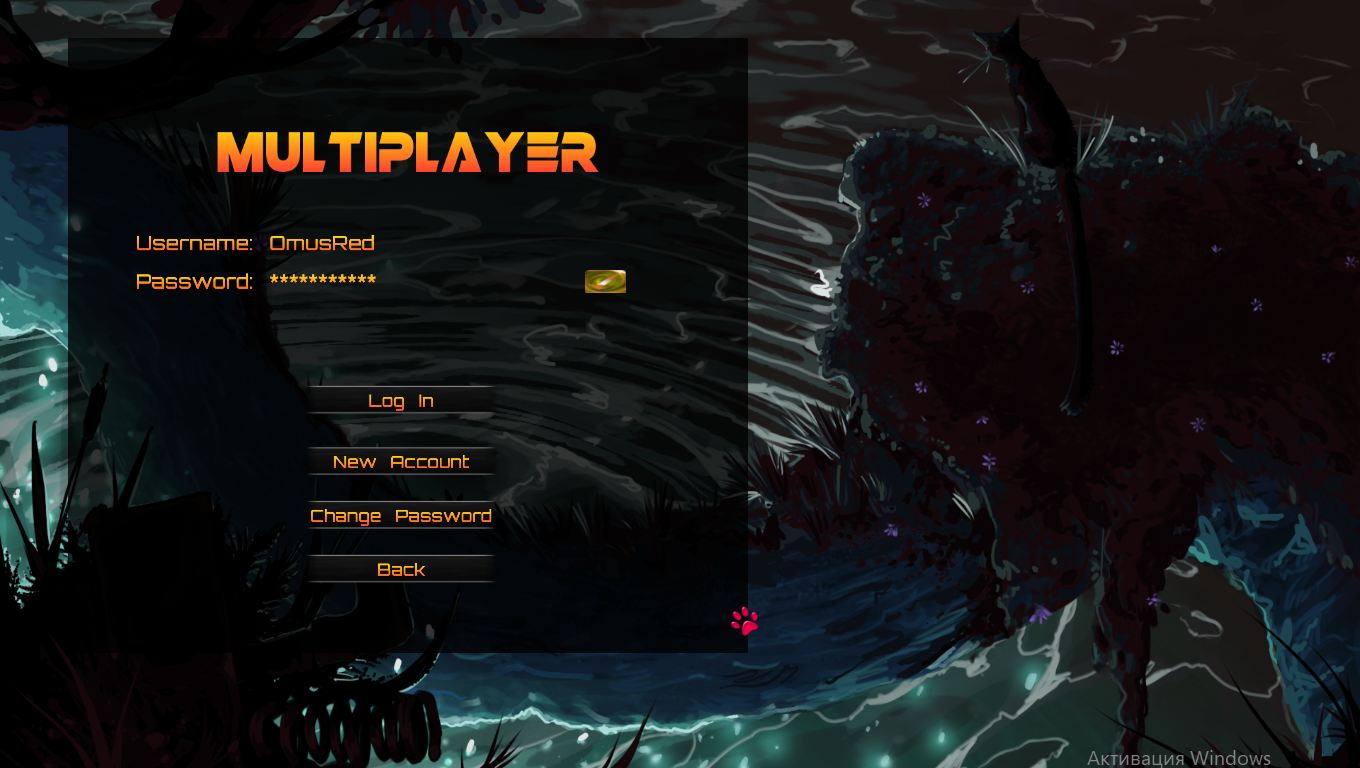 MULTIPLAYER
Username: OmusRed
Password: ***********
Log In
New Account
Change Password
Back
Активация Windows